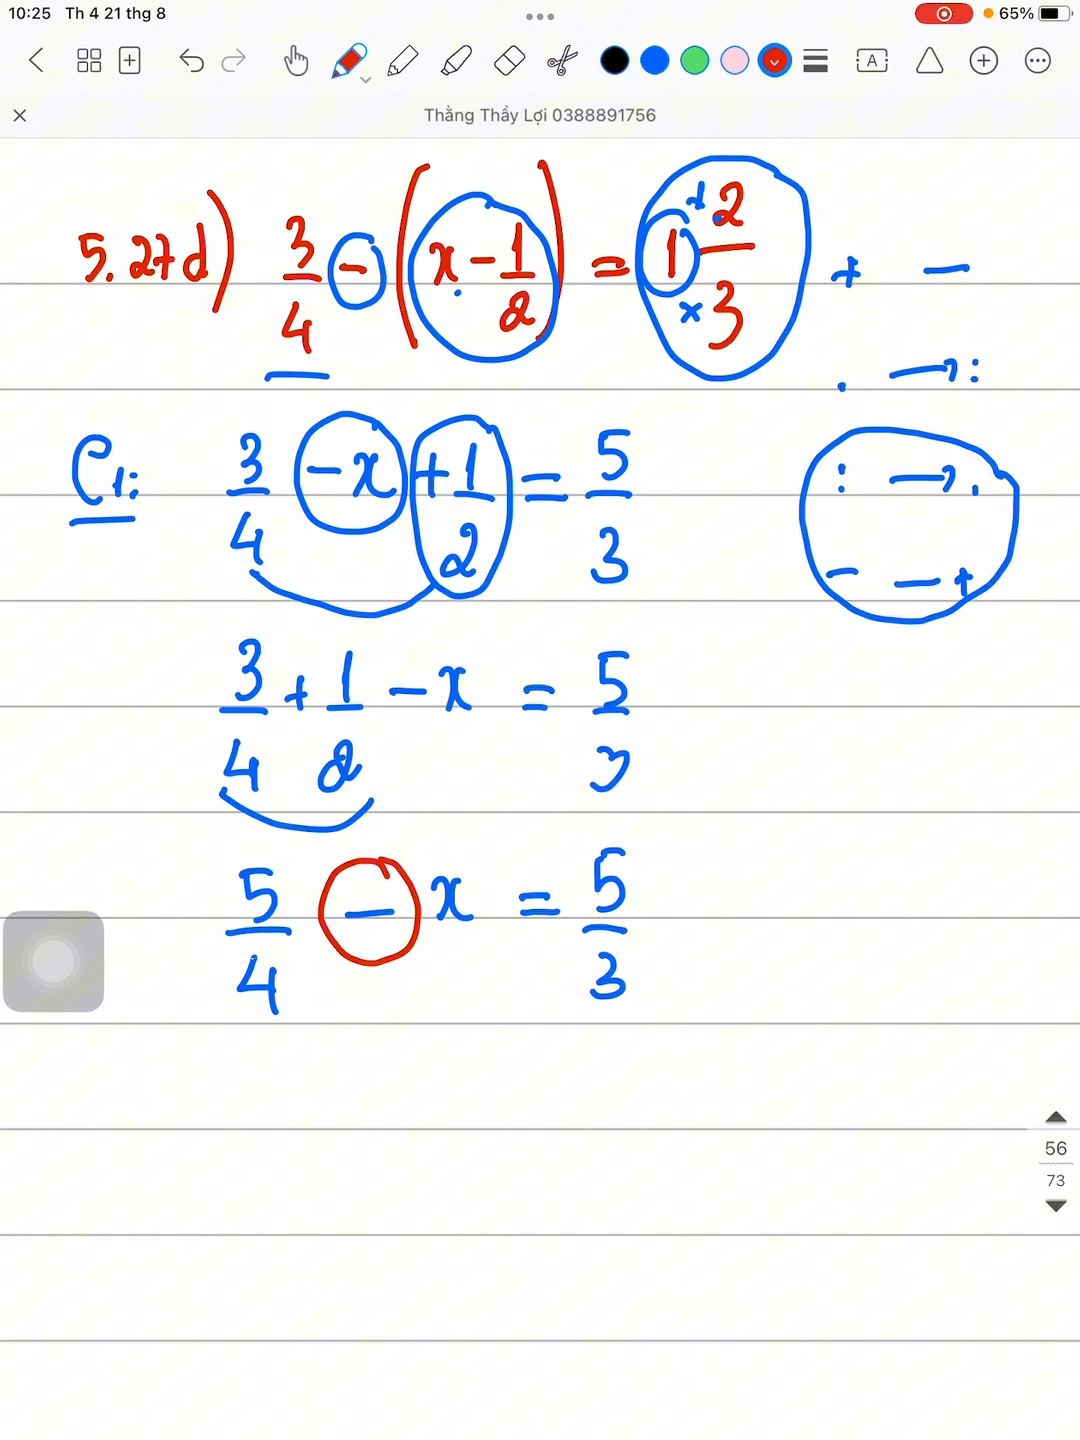 10:25 Th 4 21 thg 8
65%
A
Thằng Thầy Lợi 0388891756
5.27d) 3/4 - (x - 1/2) = 1 2/3
+ × + -
. → :
C1: 3/4 - x + 1/2 = 5/3
: → .
- - +
3/4 + 1/2 - x = 5/3
5/4 - x = 5/3
56
73